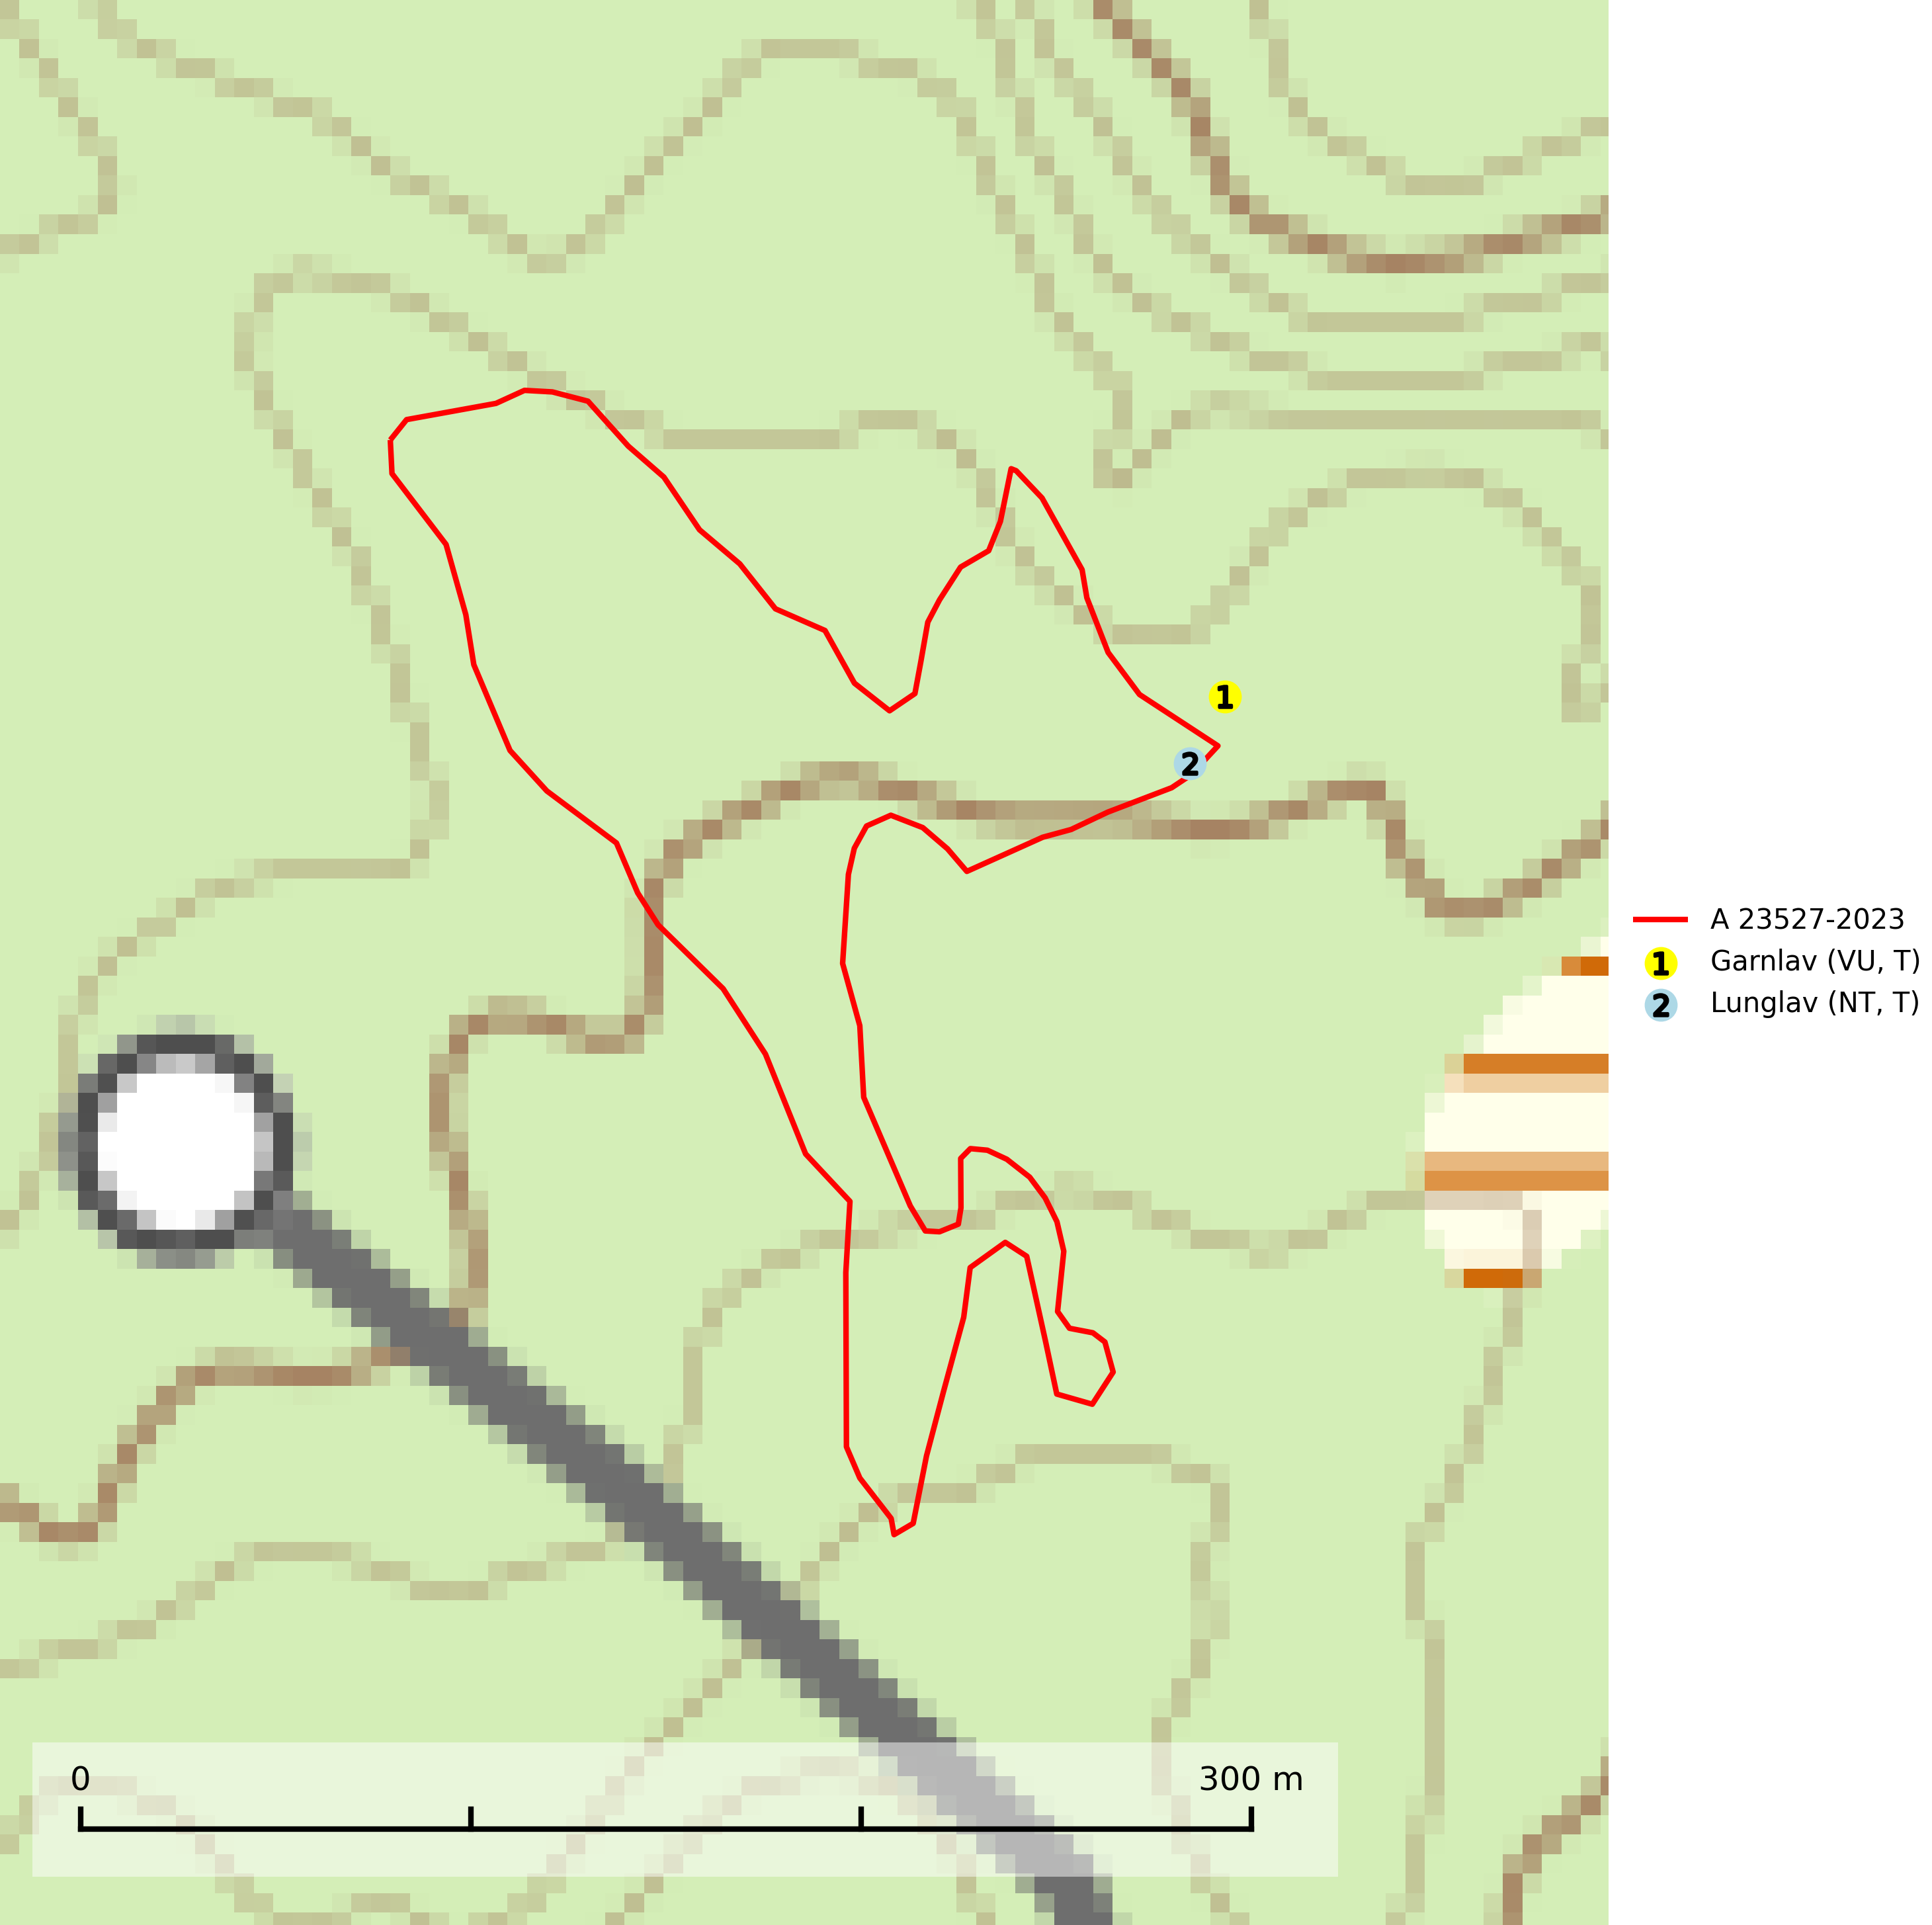 1
2
A 23527-2023
1 Garnlav (VU, T)
2 Lunglav (NT, T)
0 300 m